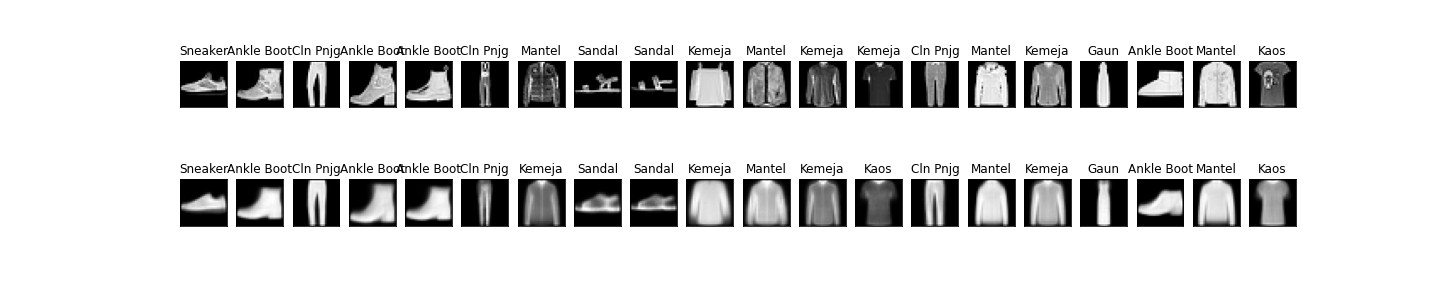 Sneaker Ankle Boot Cln Pnjg Ankle Boot Ankle Boot Cln Pnjg Mantel Sandal Sandal Kemeja Mantel Kemeja Kemeja Cln Pnjg Mantel Kemeja Gaun Ankle Boot Mantel Kaos
Sneaker Ankle Boot Cln Pnjg Ankle Boot Ankle Boot Cln Pnjg Kemeja Sandal Sandal Kemeja Mantel Kemeja Kaos Cln Pnjg Mantel Kemeja Gaun Ankle Boot Mantel Kaos